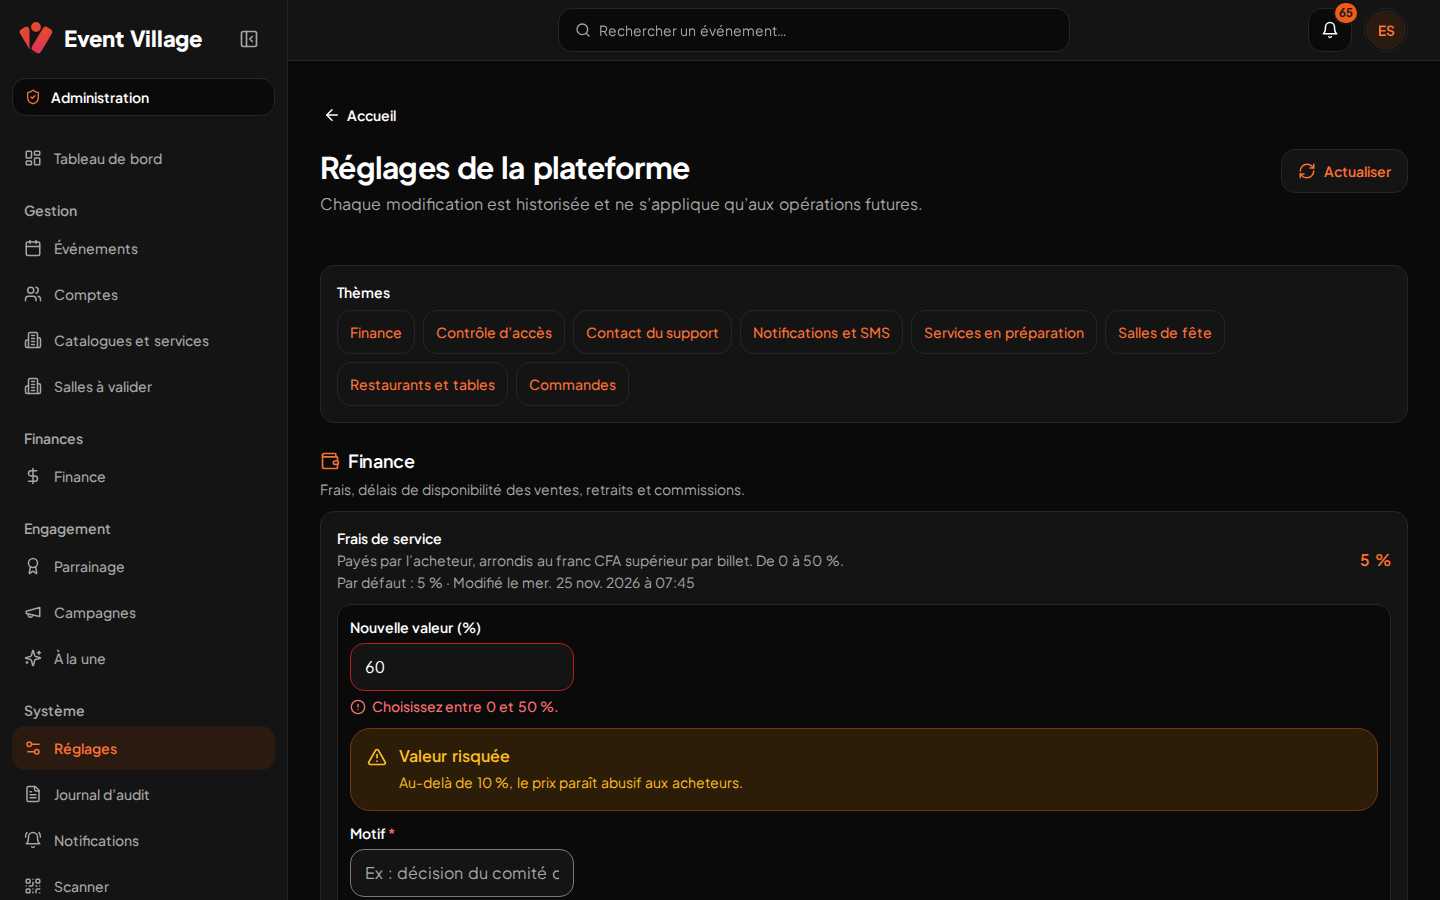 Event Village
Administration
Tableau de bord
Gestion
Événements
Comptes
Catalogues et services
Salles à valider
Finances
Finance
Engagement
Parrainage
Campagnes
À la une
Système
Réglages
Journal d'audit
Notifications
Scanner
Rechercher un événement...
65
ES
Accueil
Réglages de la plateforme
Actualiser
Chaque modification est historisée et ne s'applique qu'aux opérations futures.
Thèmes
Finance
Contrôle d'accès
Contact du support
Notifications et SMS
Services en préparation
Salles de fête
Restaurants et tables
Commandes
Finance
Frais, délais de disponibilité des ventes, retraits et commissions.
Frais de service
Payés par l'acheteur, arrondis au franc CFA supérieur par billet. De 0 à 50 %.
5 %
Par défaut : 5 % · Modifié le mer. 25 nov. 2026 à 07:45
Nouvelle valeur (%)
60
Choisissez entre 0 et 50 %.
Valeur risquée
Au-delà de 10 %, le prix paraît abusif aux acheteurs.
Motif *
Ex : décision du comité c